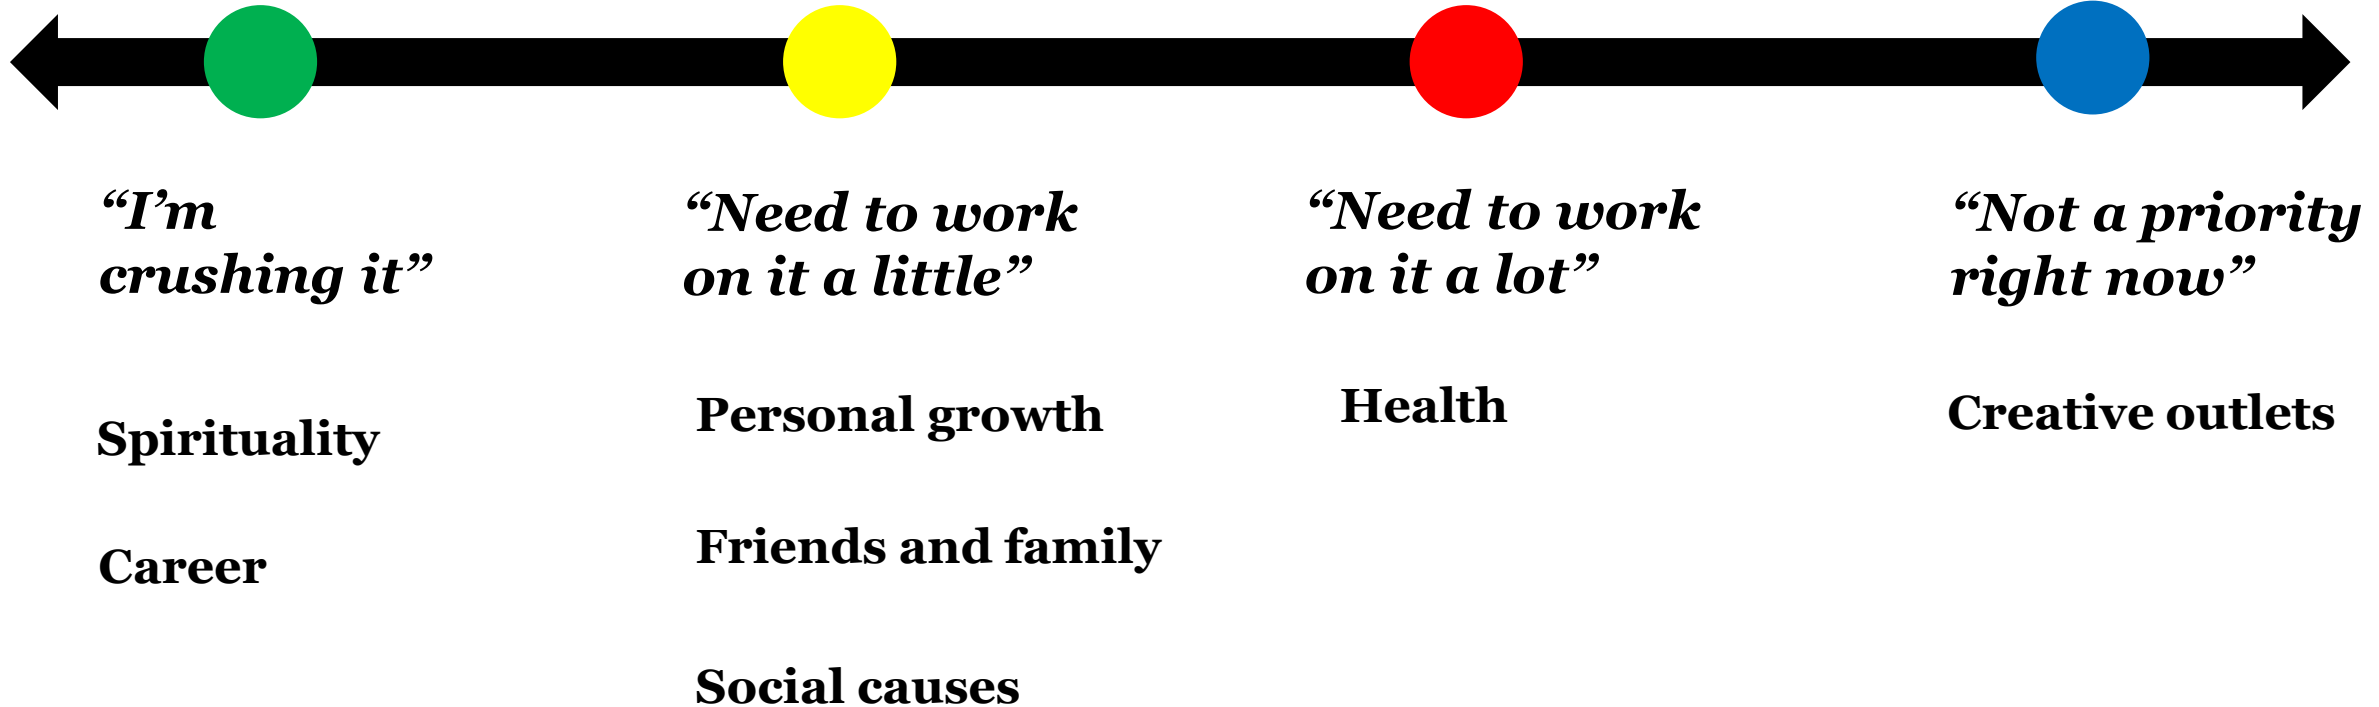 “I’m
crushing it”
Spirituality
Career
“Need to work
on it a little”
Personal growth
Friends and family
Social causes
“Need to work
on it a lot”
Health
“Not a priority
right now”
Creative outlets